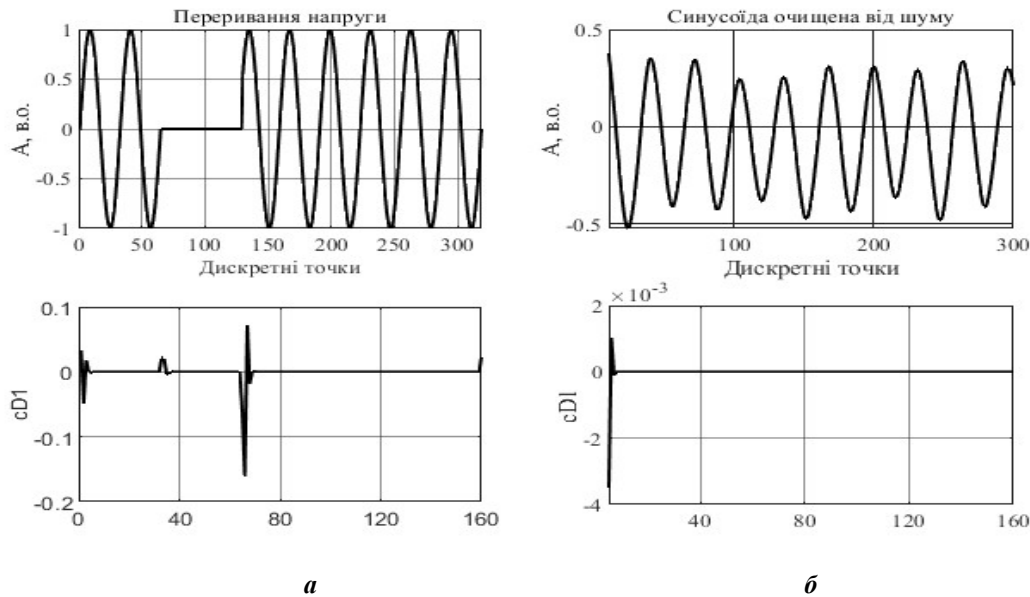 Переривання напруги
A, в.о.
1
0.5
0
-0.5
-1
0 50 100 150 200 250 300
Дискретні точки
Синусоїда очищена від шуму
A, в.о.
0.5
0
-0.5
100 200 300
Дискретні точки
cD1
0.1
0
-0.1
-0.2
0 40 80 120 160
2 × 10⁻³
cD1
0
-2
-4
40 80 120 160
Дискретні точки
а б